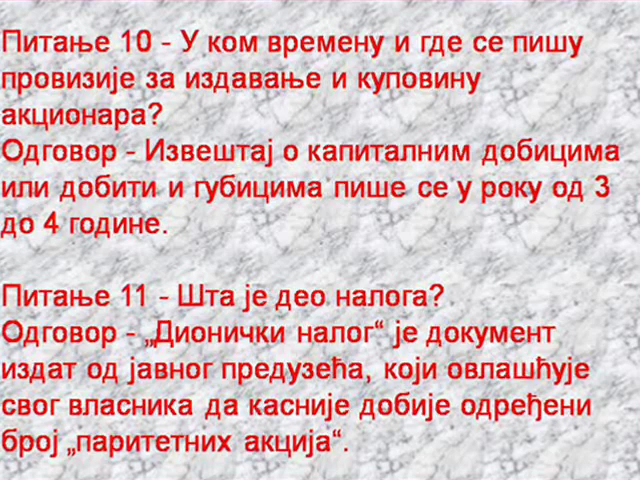 Питање 10 - У ком времену и где се пишу
провизије за издавање и куповину
акционара?
Одговор - Извештај о капиталним добицима
или добити и губицима пише се у року од 3
до 4 године.

Питање 11 - Шта је део налога?
Одговор - „Дионички налог“ је документ
издат од јавног предузећа, који овлашћује
свог власника да касније добије одређени
број „паритетних акција“.